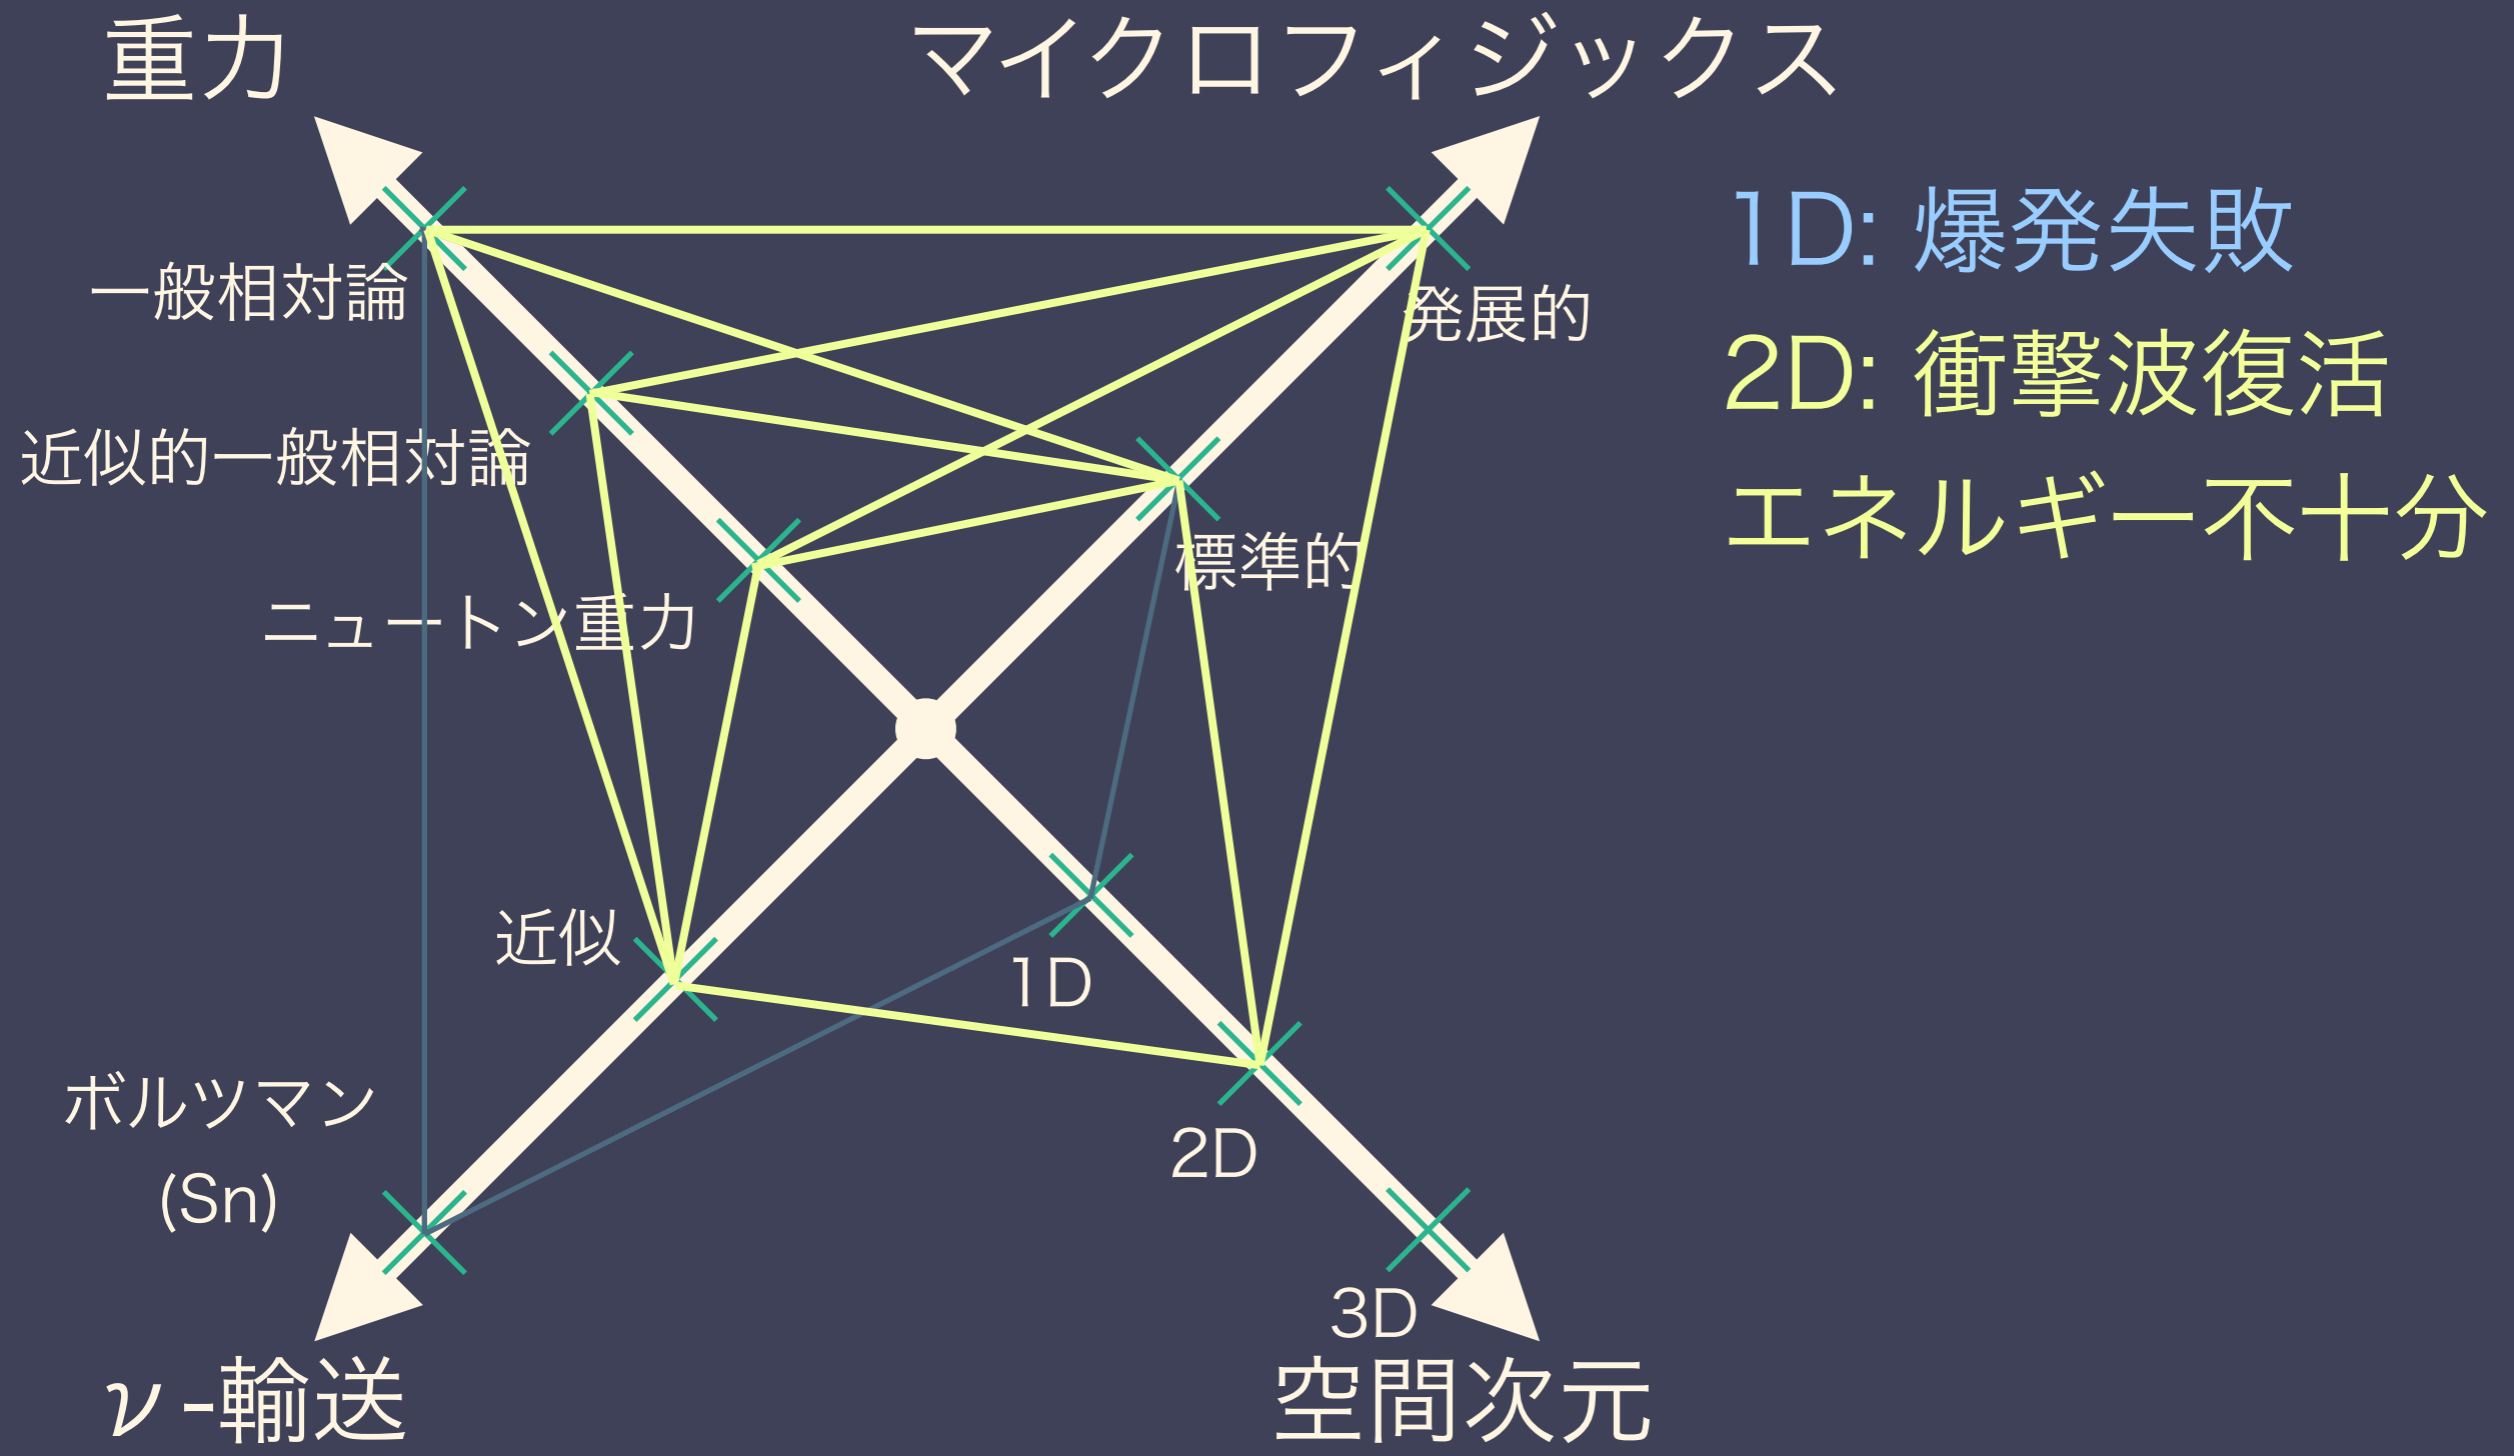 重力
マイクロフィジックス
1D: 爆発失敗
2D: 衝撃波復活
エネルギー不十分
一般相対論
発展的
近似的一般相対論
標準的
ニュートン重力
近似
1D
ボルツマン
(Sn)
2D
3D
ν-輸送
空間次元